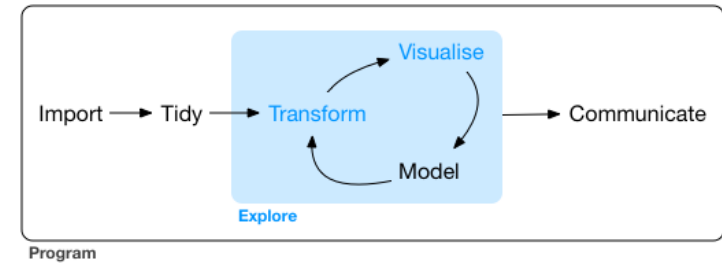 Visualise
Import Tidy Transform Communicate
Model
Explore
Program